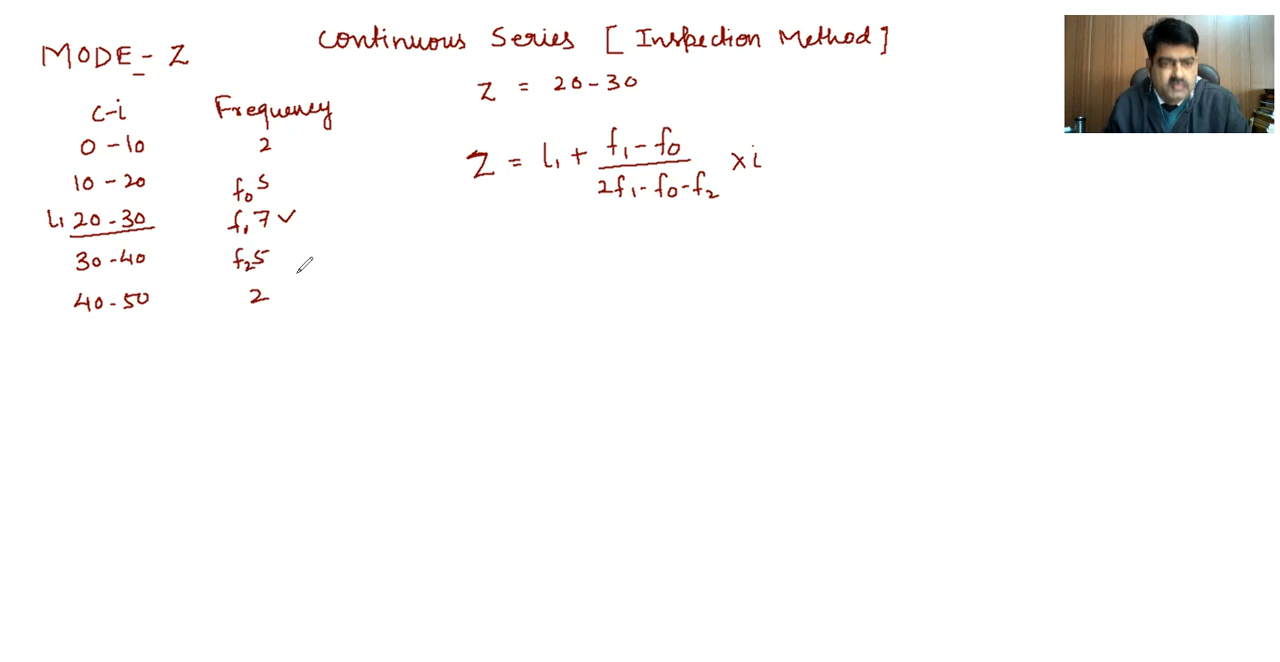 MODE - Z
Continuous Series [Inspection Method]
Z = 20-30
c-i Frequency
0-10 2
10-20 f₀ 5
l₁ 20-30 f₁ 7 ✓
30-40 f₂ 5
40-50 2
Z = l₁ + (f₁ - f₀)/(2f₁ - f₀ - f₂) × i